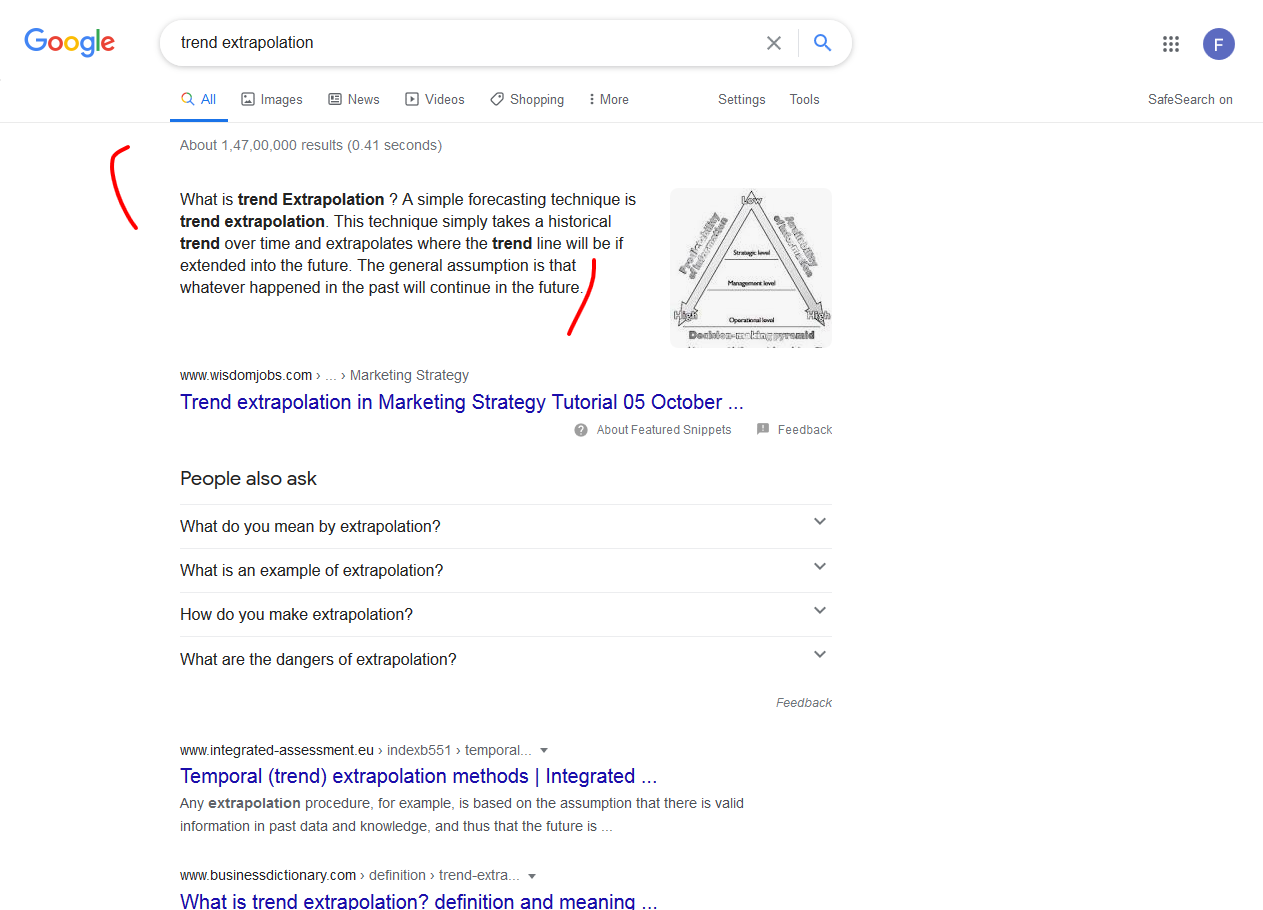 Google
trend extrapolation
F
All Images News Videos Shopping More Settings Tools SafeSearch on
About 1,47,00,000 results (0.41 seconds)
What is trend Extrapolation ? A simple forecasting technique is
trend extrapolation. This technique simply takes a historical
trend over time and extrapolates where the trend line will be if
extended into the future. The general assumption is that
whatever happened in the past will continue in the future.
Low
Predictability of information
Availability of information
Strategic level
Management level
Operational level
High High
Decision-making pyramid
www.wisdomjobs.com › ... › Marketing Strategy
Trend extrapolation in Marketing Strategy Tutorial 05 October ...
About Featured Snippets Feedback
People also ask
What do you mean by extrapolation?
What is an example of extrapolation?
How do you make extrapolation?
What are the dangers of extrapolation?
Feedback
www.integrated-assessment.eu › indexb551 › temporal...
Temporal (trend) extrapolation methods | Integrated ...
Any extrapolation procedure, for example, is based on the assumption that there is valid
information in past data and knowledge, and thus that the future is ...
www.businessdictionary.com › definition › trend-extra...
What is trend extrapolation? definition and meaning ...